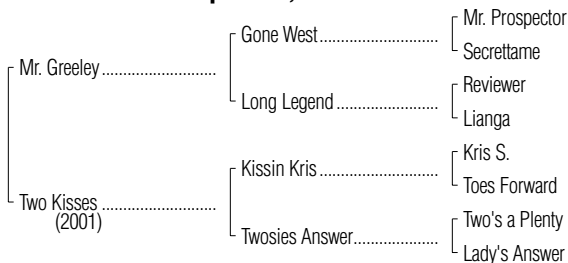 Mr. Prospector
Gone West
Secrettame
Mr. Greeley
Reviewer
Long Legend
Lianga
Kris S.
Kissin Kris
Toes Forward
Two Kisses
(2001)
Two's a Plenty
Twosies Answer
Lady's Answer